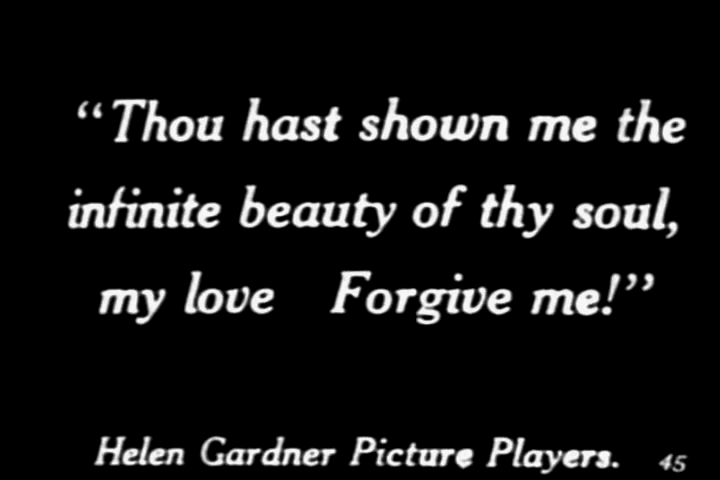 “Thou hast shown me the
infinite beauty of thy soul,
my love Forgive me!”
Helen Gardner Picture Players. 45